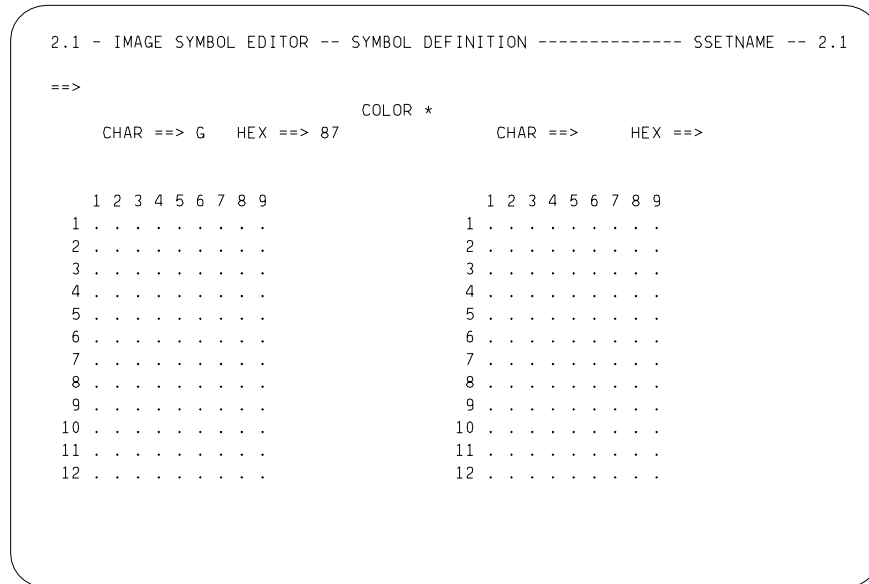 2.1 - IMAGE SYMBOL EDITOR -- SYMBOL DEFINITION -------------- SSETNAME -- 2.1
==>
COLOR *
CHAR ==> G HEX ==> 87 CHAR ==> HEX ==>
1 2 3 4 5 6 7 8 9 1 2 3 4 5 6 7 8 9
1 . . . . . . . . . 1 . . . . . . . . .
2 . . . . . . . . . 2 . . . . . . . . .
3 . . . . . . . . . 3 . . . . . . . . .
4 . . . . . . . . . 4 . . . . . . . . .
5 . . . . . . . . . 5 . . . . . . . . .
6 . . . . . . . . . 6 . . . . . . . . .
7 . . . . . . . . . 7 . . . . . . . . .
8 . . . . . . . . . 8 . . . . . . . . .
9 . . . . . . . . . 9 . . . . . . . . .
10 . . . . . . . . . 10 . . . . . . . . .
11 . . . . . . . . . 11 . . . . . . . . .
12 . . . . . . . . . 12 . . . . . . . . .